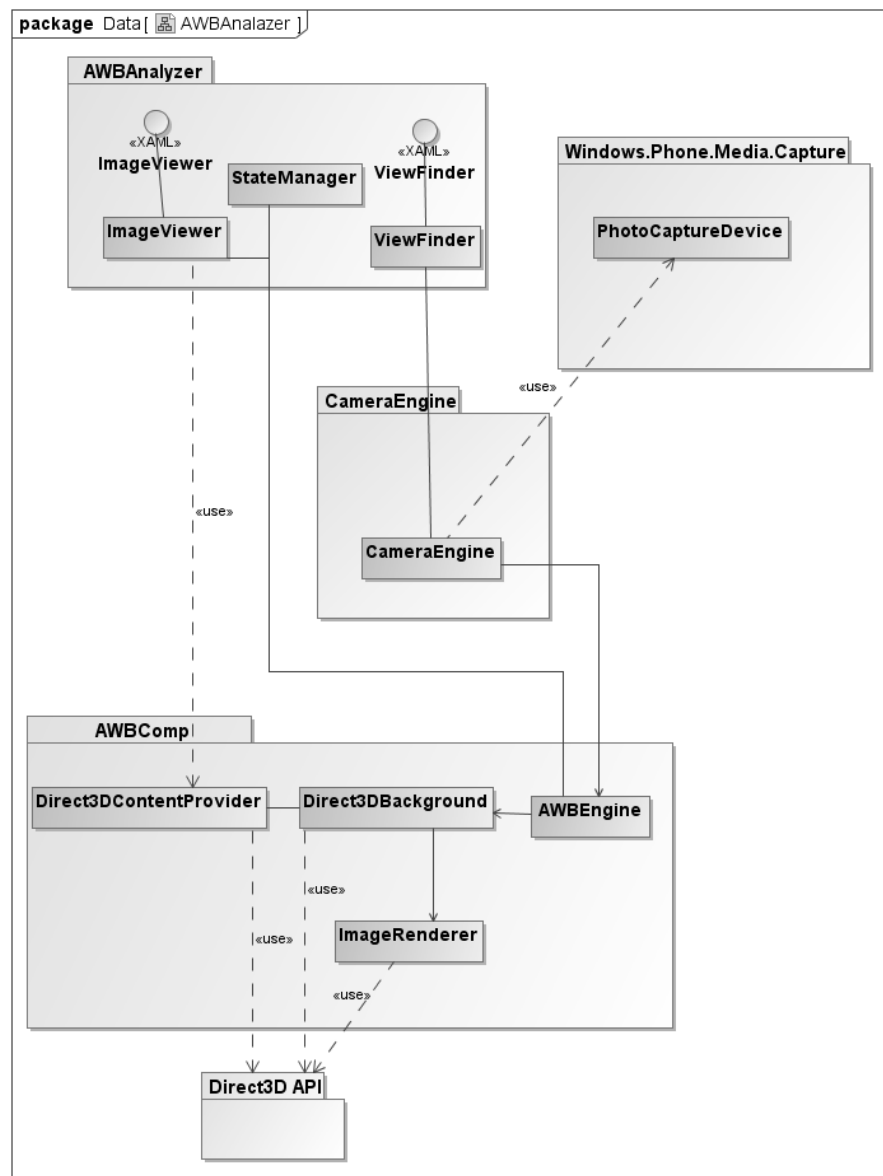 package Data[ AWBAnalazer ]
AWBAnalyzer
«XAML»
ImageViewer
«XAML»
ViewFinder
StateManager
ImageViewer
ViewFinder
Windows.Phone.Media.Capture
PhotoCaptureDevice
«use»
CameraEngine
CameraEngine
«use»
AWBComp
Direct3DContentProvider
Direct3DBackground
AWBEngine
«use»
«use»
ImageRenderer
«use»
Direct3D API